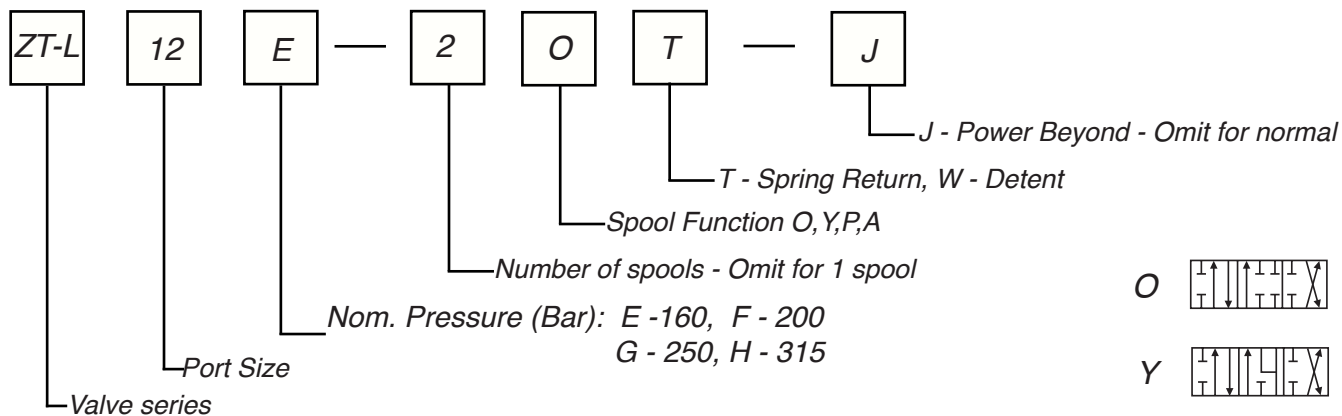 ZT-L 12 E — 2 O T — J
J - Power Beyond - Omit for normal
T - Spring Return, W - Detent
Spool Function O,Y,P,A
Number of spools - Omit for 1 spool
Nom. Pressure (Bar): E -160, F - 200
G - 250, H - 315
Port Size
Valve series
O
Y